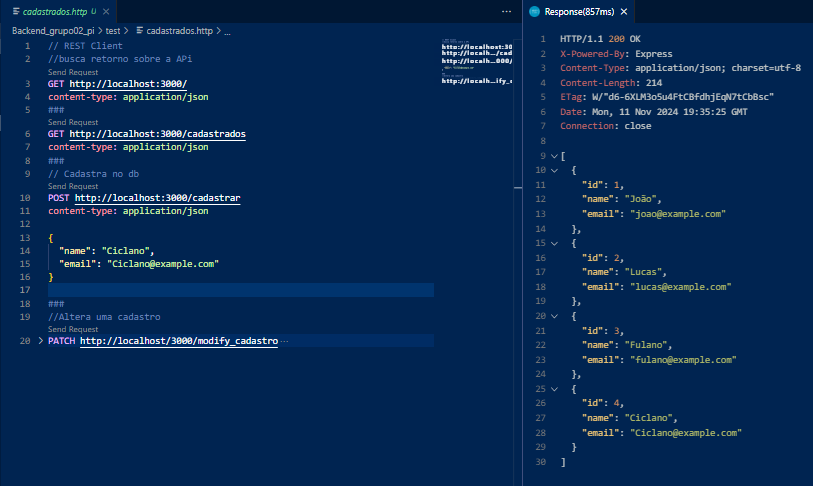 cadastrados.http U ×
Backend_grupo02_pi > test > cadastrados.http > ...
1 // REST Client
2 //busca retorno sobre a APi
Send Request
3 GET http://localhost:3000/
4 content-type: application/json
5 ###
Send Request
6 GET http://localhost:3000/cadastrados
7 content-type: application/json
8 ###
9 // Cadastra no db
Send Request
10 POST http://localhost:3000/cadastrar
11 content-type: application/json
12
13 {
14 "name": "Ciclano",
15 "email": "Ciclano@example.com"
16 }
17
18 ###
19 //Altera uma cadastro
Send Request
20 PATCH http://localhost/3000/modify_cadastro ...
Response(857ms) ×
1 HTTP/1.1 200 OK
2 X-Powered-By: Express
3 Content-Type: application/json; charset=utf-8
4 Content-Length: 214
5 ETag: W/"d6-6XLM3o5u4FtCBfdhjEqN7tCbBsc"
6 Date: Mon, 11 Nov 2024 19:35:25 GMT
7 Connection: close
8
9 [
10 {
11 "id": 1,
12 "name": "João",
13 "email": "joao@example.com"
14 },
15 {
16 "id": 2,
17 "name": "Lucas",
18 "email": "lucas@example.com"
19 },
20 {
21 "id": 3,
22 "name": "Fulano",
23 "email": "fulano@example.com"
24 },
25 {
26 "id": 4,
27 "name": "Ciclano",
28 "email": "Ciclano@example.com"
29 }
30 ]